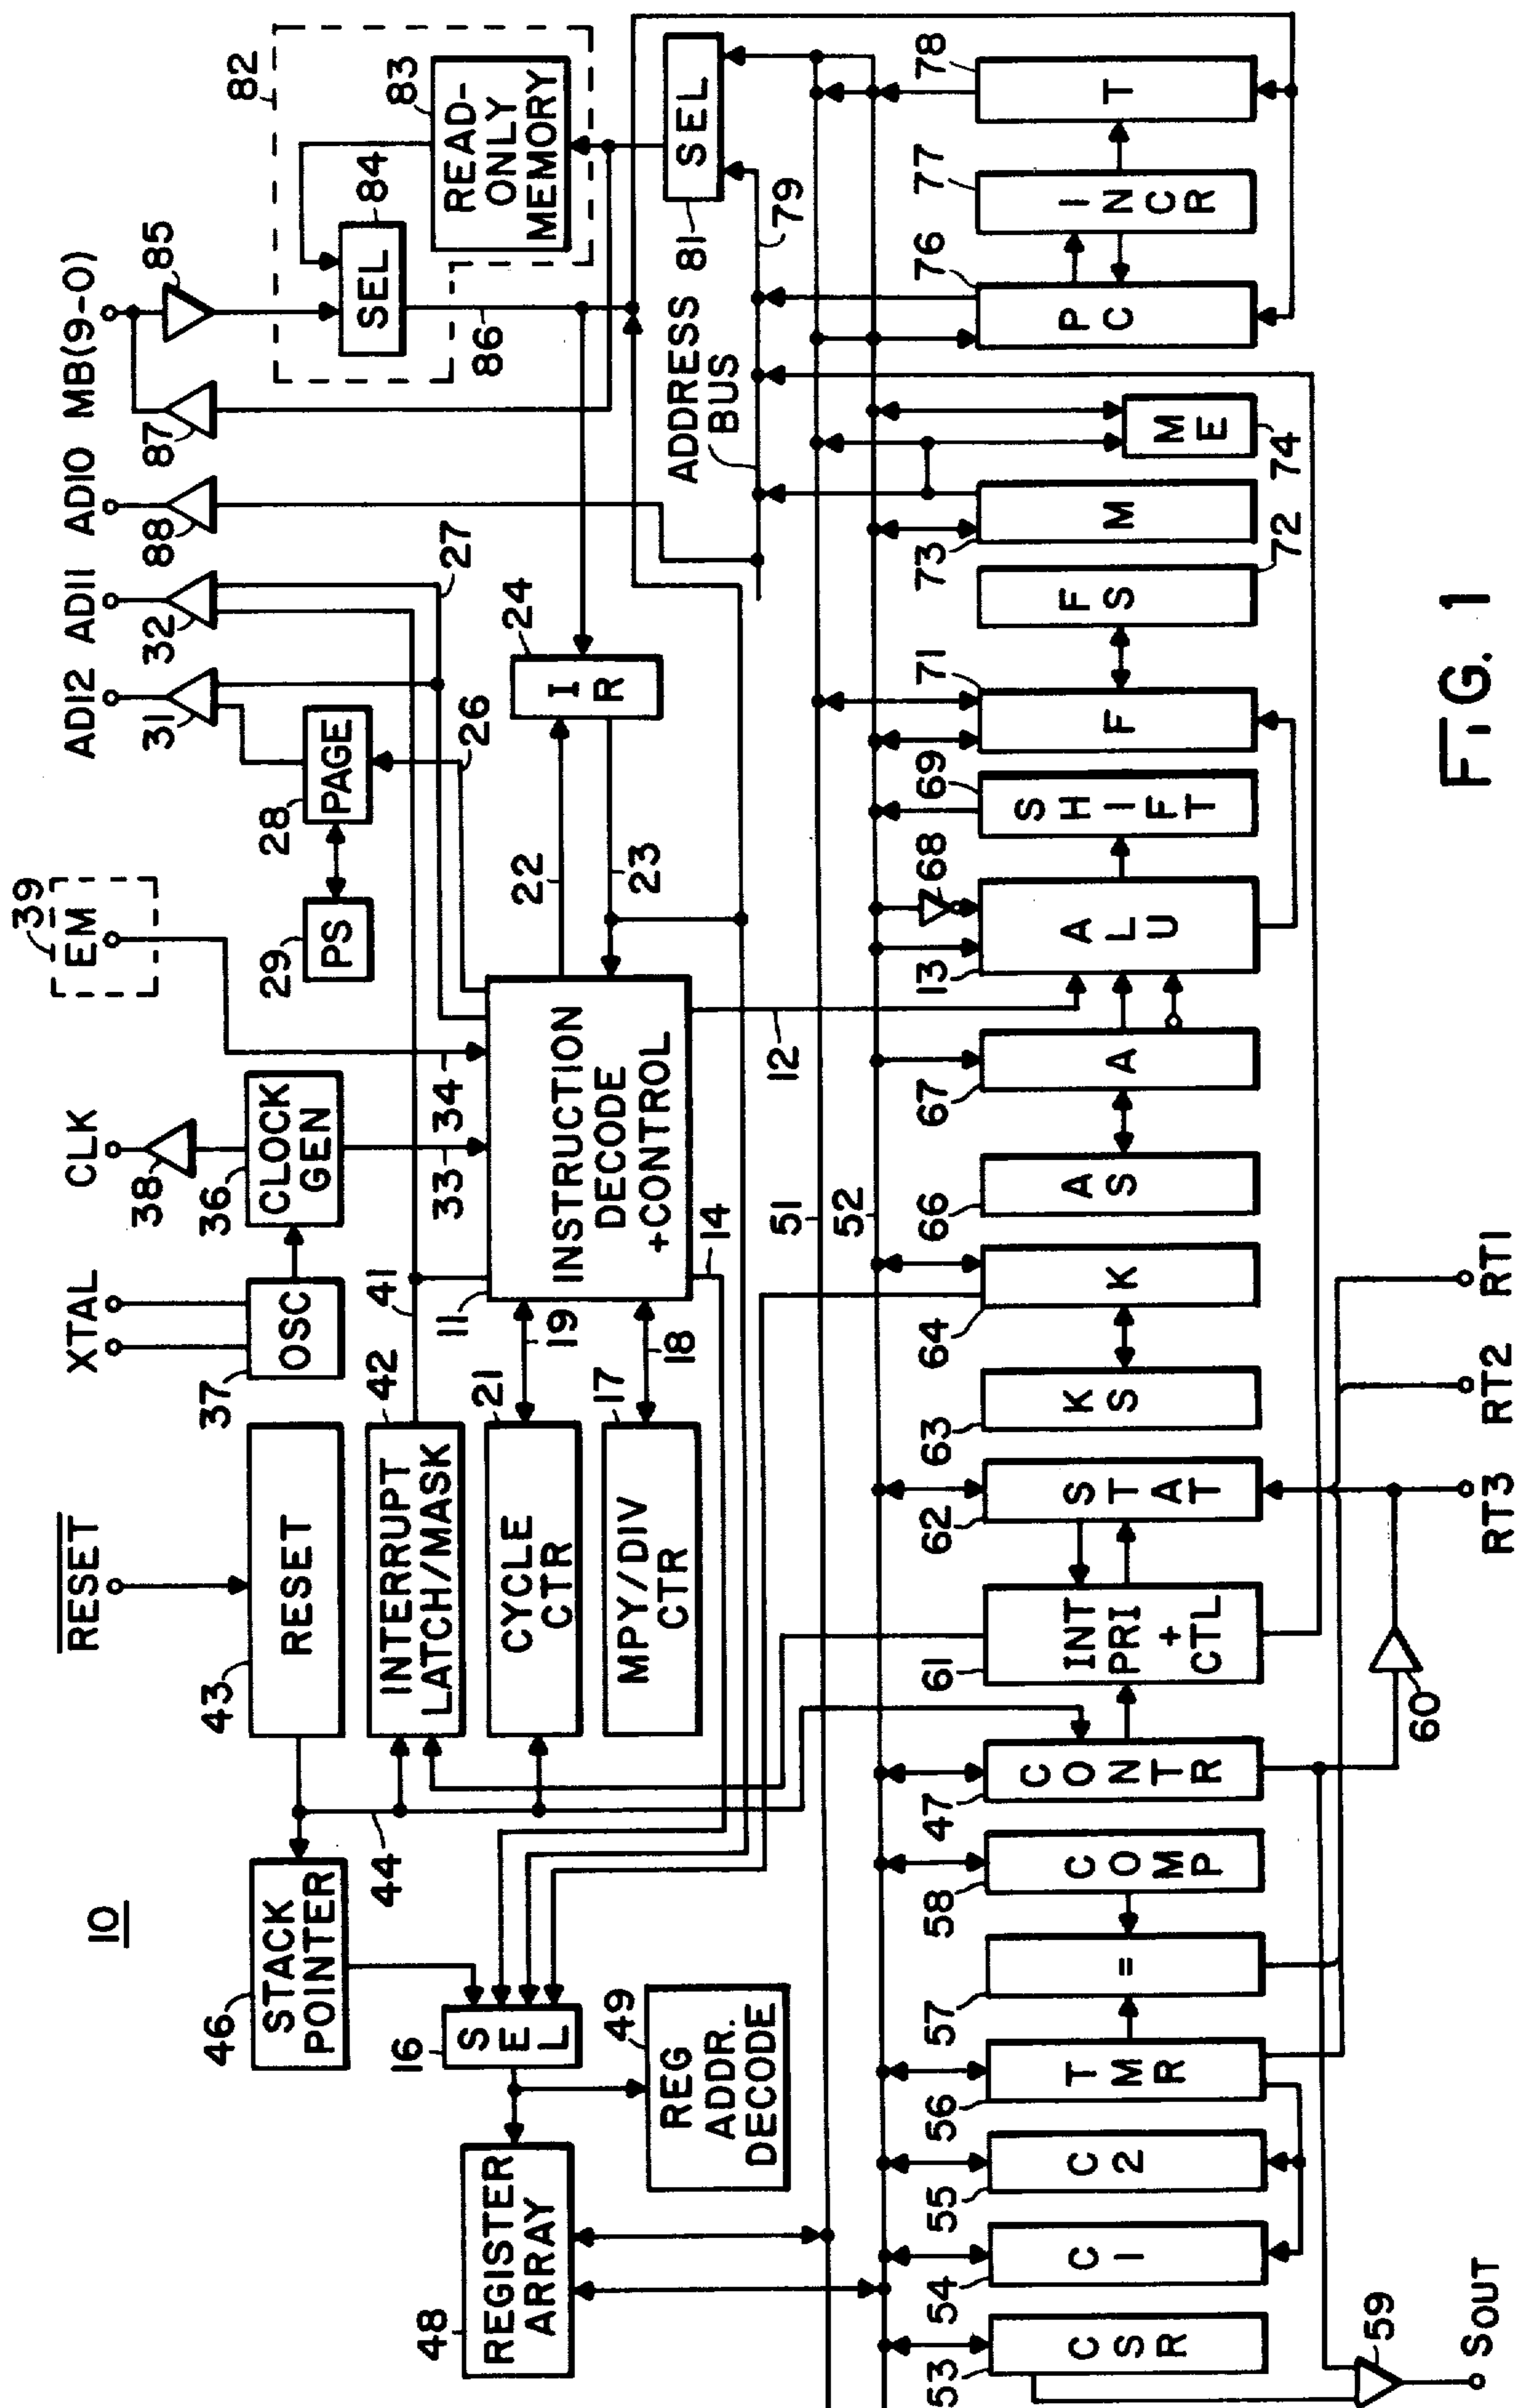 10
RESET
XTAL
CLK
39
EM
AD12
AD11
AD10
MB(9-0)
43
RESET
37
OSC
38
36
CLOCK
GEN
29
PS
28
PAGE
31
32
88
87
85
82
SEL
84
READ-
ONLY
MEMORY
83
86
46
STACK
POINTER
44
42
INTERRUPT
LATCH/MASK
41
33
34
26
27
21
CYCLE
CTR
19
11
INSTRUCTION
DECODE
+CONTROL
22
23
24
IR
17
MPY/DIV
CTR
18
14
12
16
SEL
48
REGISTER
ARRAY
49
REG
ADDR.
DECODE
ADDRESS
BUS
81
SEL
79
51
52
53
CSR
54
C1
55
C2
56
TMR
57
=
58
COMP
47
CONTR
61
INT
PRI
+
CTL
62
STAT
63
KS
64
K
66
AS
67
A
13
ALU
68
69
SHIFT
71
F
72
FS
73
M
74
ME
76
PC
77
INCR
78
T
59
SOUT
60
RT3
RT2
RT1
FIG. 1